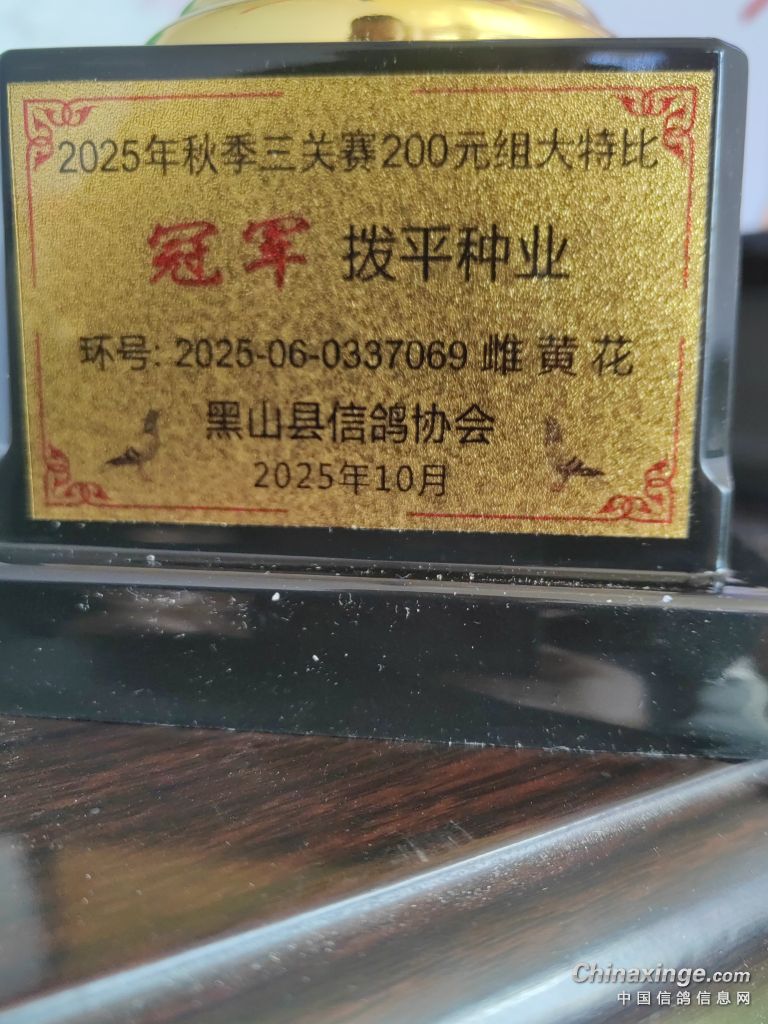 2025年秋季三关赛200元组大特比
冠军 拨平种业
环号: 2025-06-0337069 雌 黄 花
黑山县信鸽协会
2025年10月
Chinaxinge.com
中国信鸽信息网